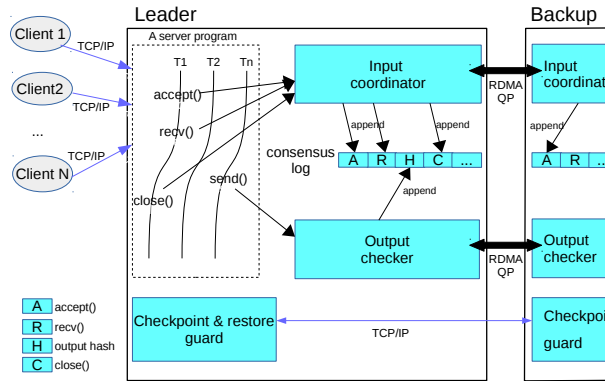 Leader
Backup
Client 1
TCP/IP
Client2
TCP/IP
...
TCP/IP
Client N
A server program
T1 T2 Tn
accept()
recv()
close()
send()
Input
coordinator
append
append
append
consensus
log
A R H C ...
append
Output
checker
RDMA
QP
RDMA
QP
Input
coordinat
append
A R ..
Output
checker
Checkpoint & restore
guard
TCP/IP
Checkpoi
guard
A accept()
R recv()
H output hash
C close()